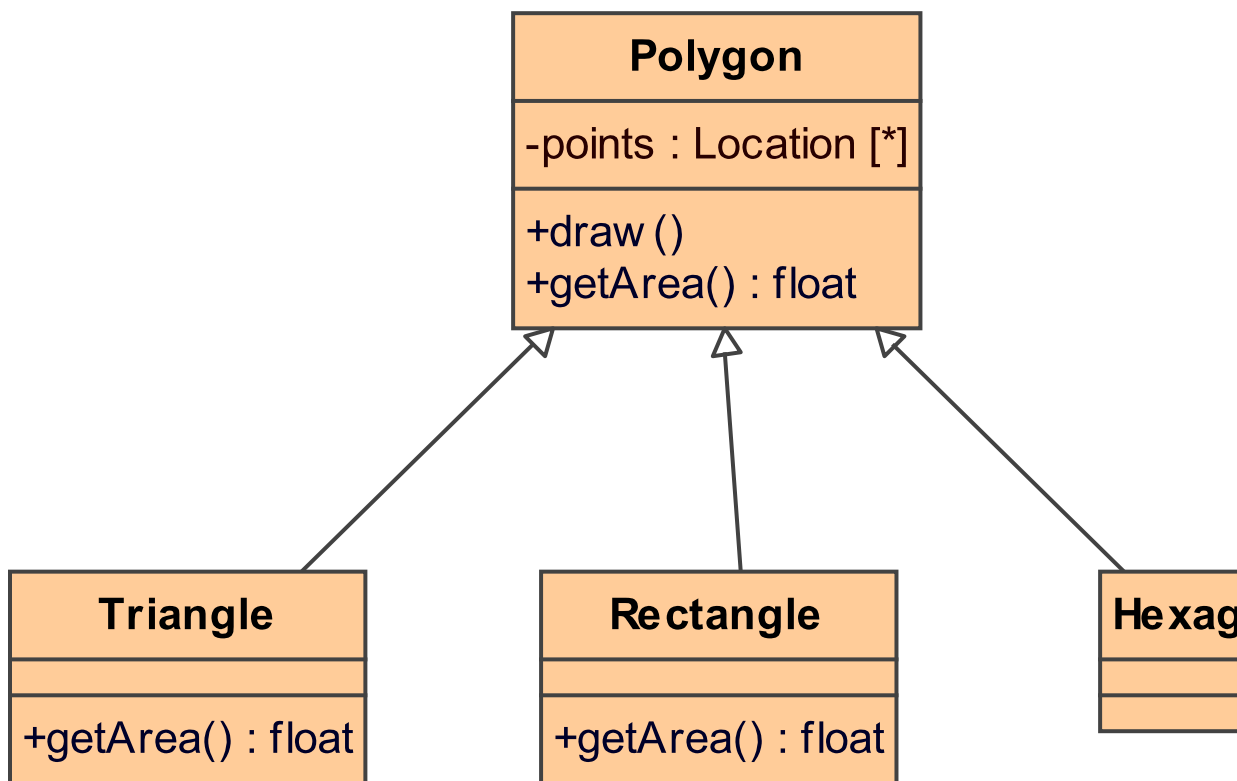 Polygon
-points : Location [*]
+draw ()
+getArea() : float
Triangle
Rectangle
+getArea() : float
+getArea() : float